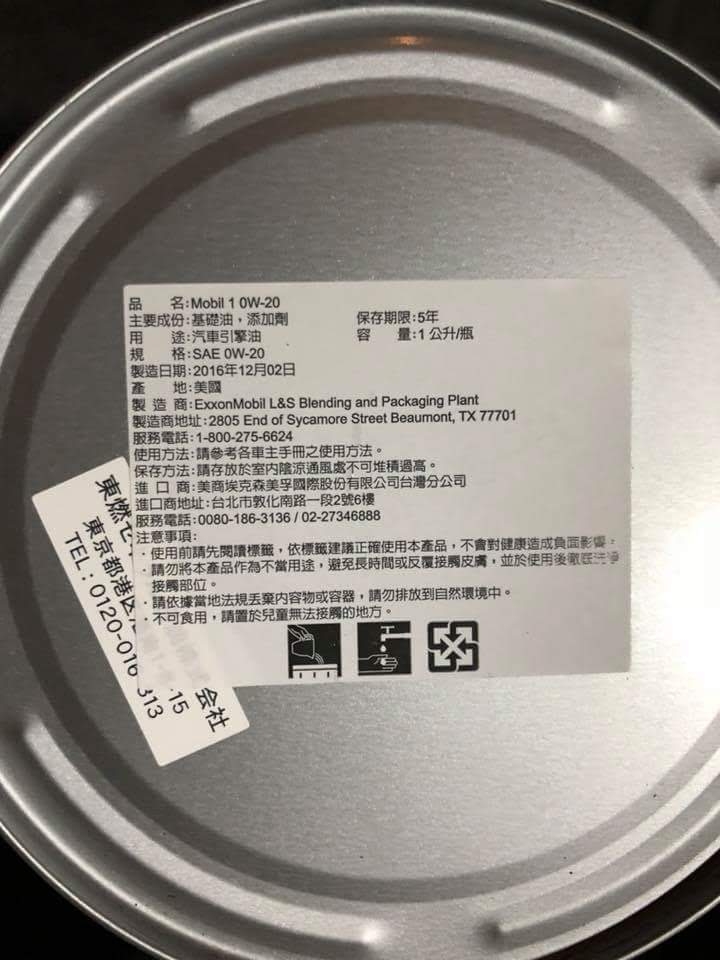 品 名:Mobil 1 0W-20
主要成份:基礎油，添加劑 保存期限:5年
用 途:汽車引擎油 容 量:1 公升/瓶
規 格:SAE 0W-20
製造日期:2016年12月02日
產 地:美國
製 造 商:ExxonMobil L&S Blending and Packaging Plant
製造商地址:2805 End of Sycamore Street Beaumont, TX 77701
服務電話:1-800-275-6624
使用方法:請參考各車主手冊之使用方法。
保存方法:請存放於室內陰涼通風處不可堆積過高。
進 口 商:美商埃克森美孚國際股份有限公司台灣分公司
進口商地址:台北市敦化南路一段2號6樓
服務電話:0080-186-3136 / 02-27346888
注意事項:
·使用前請先閱讀標籤，依標籤建議正確使用本產品，不會對健康造成負面影響。
·請勿將本產品作為不當用途，避免長時間或反覆接觸皮膚，並於使用後徹底洗淨
接觸部位。
·請依據當地法規丟棄內容物或容器，請勿排放到自然環境中。
·不可食用，請置於兒童無法接觸的地方。
東燃 会社
東京都港区 15
TEL : 0120-016 313